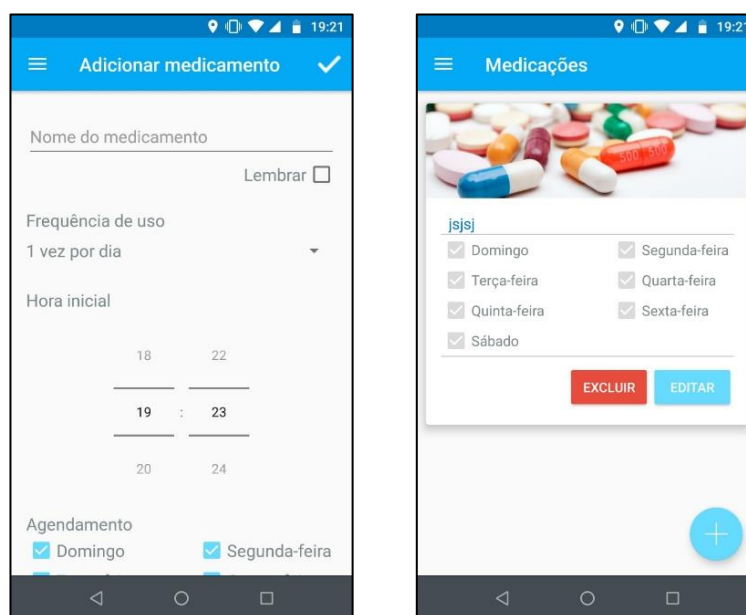 19:21
Adicionar medicamento
Nome do medicamento
Lembrar
Frequência de uso
1 vez por dia
Hora inicial
18 22
19 : 23
20 24
Agendamento
Domingo Segunda-feira
19:21
Medicações
500 500
jsjsj
Domingo Segunda-feira
Terça-feira Quarta-feira
Quinta-feira Sexta-feira
Sábado
EXCLUIR EDITAR